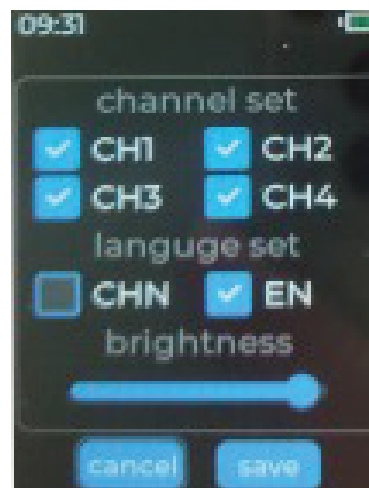 09:31
channel set
CH1 CH2
CH3 CH4
languge set
CHN EN
brightness
cancel save